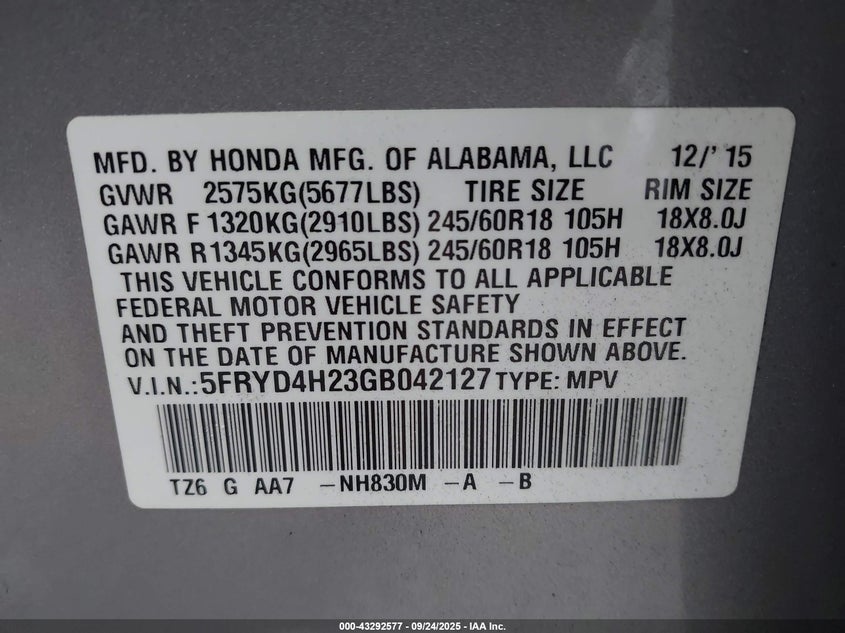 MFD. BY HONDA MFG. OF ALABAMA, LLC 12/'15
GVWR 2575KG(5677LBS) TIRE SIZE RIM SIZE
GAWR F 1320KG(2910LBS) 245/60R18 105H 18X8.0J
GAWR R 1345KG(2965LBS) 245/60R18 105H 18X8.0J
THIS VEHICLE CONFORMS TO ALL APPLICABLE
FEDERAL MOTOR VEHICLE SAFETY
AND THEFT PREVENTION STANDARDS IN EFFECT
ON THE DATE OF MANUFACTURE SHOWN ABOVE.
V.I.N.: 5FRYD4H23GB042127 TYPE: MPV
TZ6 G AA7 -NH830M -A -B
000-43292577 - 09/24/2025 - IAA Inc.